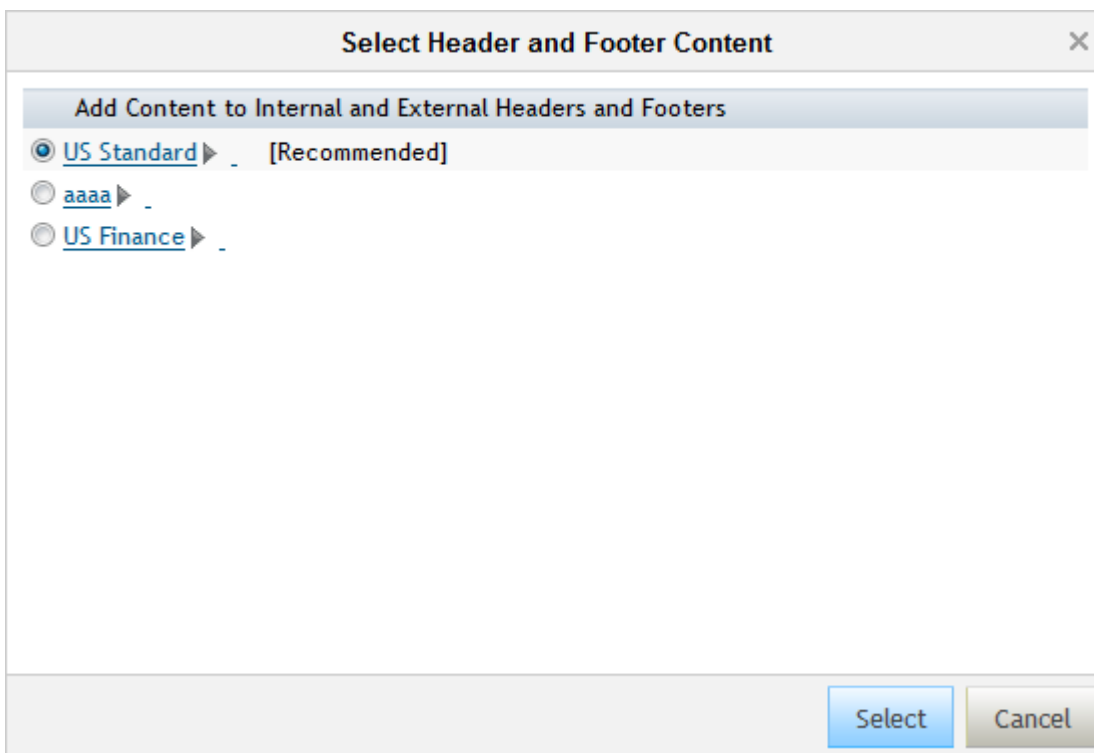 Select Header and Footer Content
Add Content to Internal and External Headers and Footers
US Standard [Recommended]
aaaa
US Finance
Select Cancel